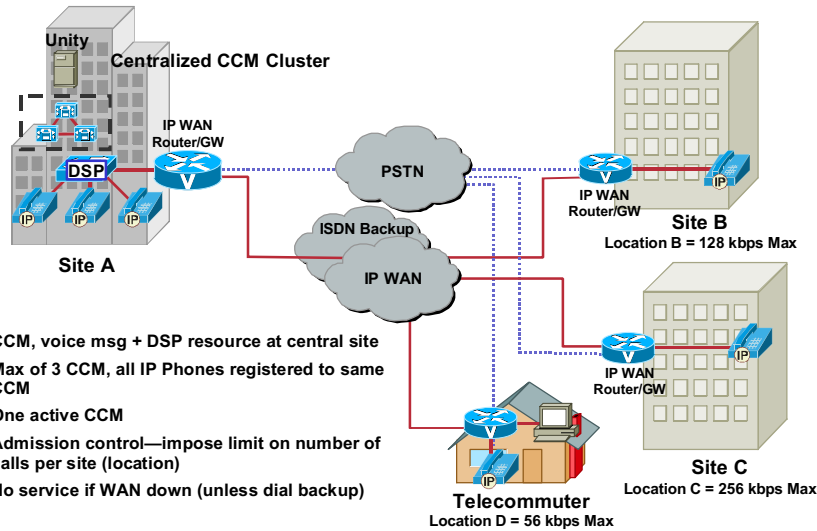 Unity
Centralized CCM Cluster
IP WAN
Router/GW
DSP
V
IP
IP
IP
Site A
PSTN
ISDN Backup
IP WAN
V
IP
IP WAN
Router/GW
Site B
Location B = 128 kbps Max
V
IP
IP WAN
Router/GW
Site C
Location C = 256 kbps Max
V
IP
Telecommuter
Location D = 56 kbps Max
CCM, voice msg + DSP resource at central site
Max of 3 CCM, all IP Phones registered to same
CCM
One active CCM
Admission control—impose limit on number of
calls per site (location)
No service if WAN down (unless dial backup)